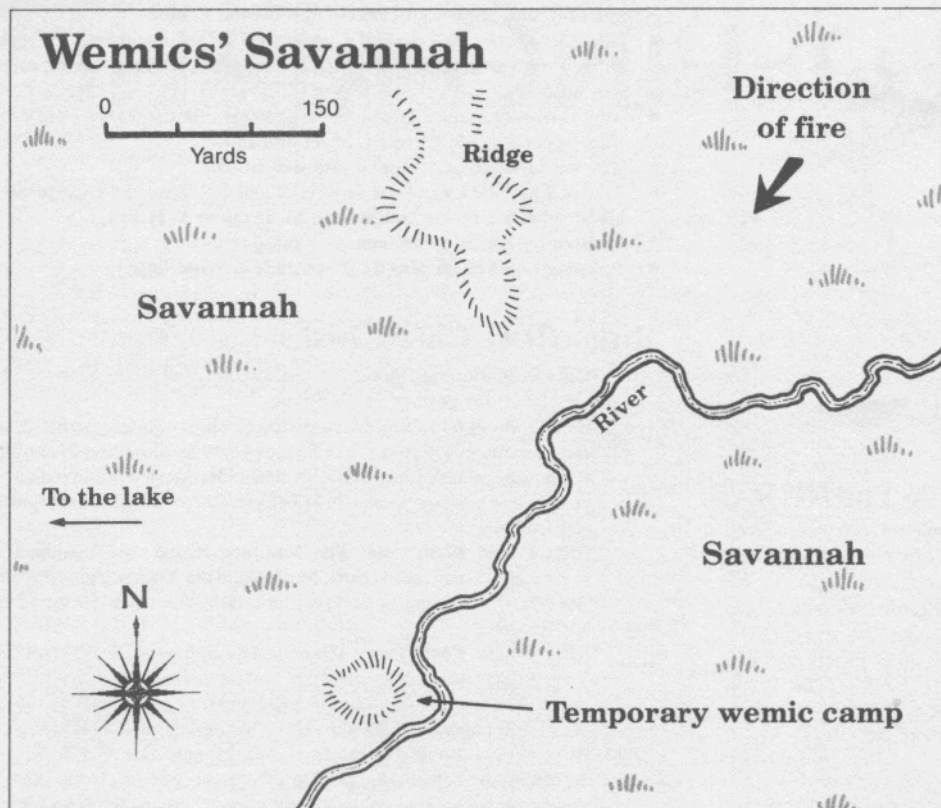 Wemics' Savannah
0 150
Yards
Direction
of fire
Ridge
Savannah
River
To the lake
Savannah
N
Temporary wemic camp